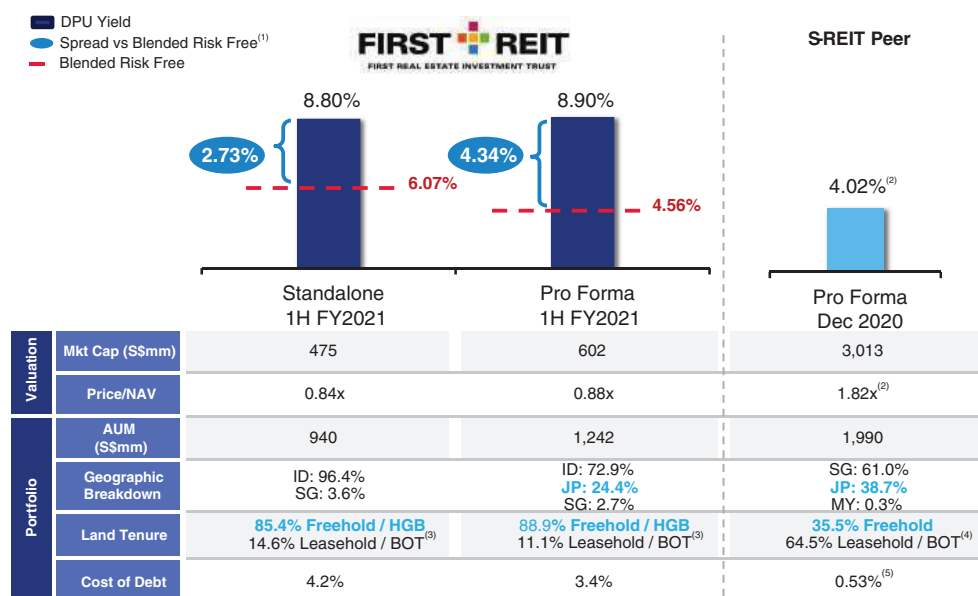 DPU Yield
Spread vs Blended Risk Free(1)
Blended Risk Free
FIRST REIT
FIRST REAL ESTATE INVESTMENT TRUST
S-REIT Peer
8.80%
8.90%
2.73%
4.34%
6.07%
4.56%
4.02%(2)
Standalone
1H FY2021
Pro Forma
1H FY2021
Pro Forma
Dec 2020
Valuation
Mkt Cap (S$mm) 475 602 3,013
Price/NAV 0.84x 0.88x 1.82x(2)
Portfolio
AUM
(S$mm)
940 1,242 1,990
Geographic
Breakdown
ID: 96.4%
SG: 3.6%
ID: 72.9%
JP: 24.4%
SG: 2.7%
SG: 61.0%
JP: 38.7%
MY: 0.3%
Land Tenure
85.4% Freehold / HGB
14.6% Leasehold / BOT(3)
88.9% Freehold / HGB
11.1% Leasehold / BOT(3)
35.5% Freehold
64.5% Leasehold / BOT(4)
Cost of Debt 4.2% 3.4% 0.53%(5)